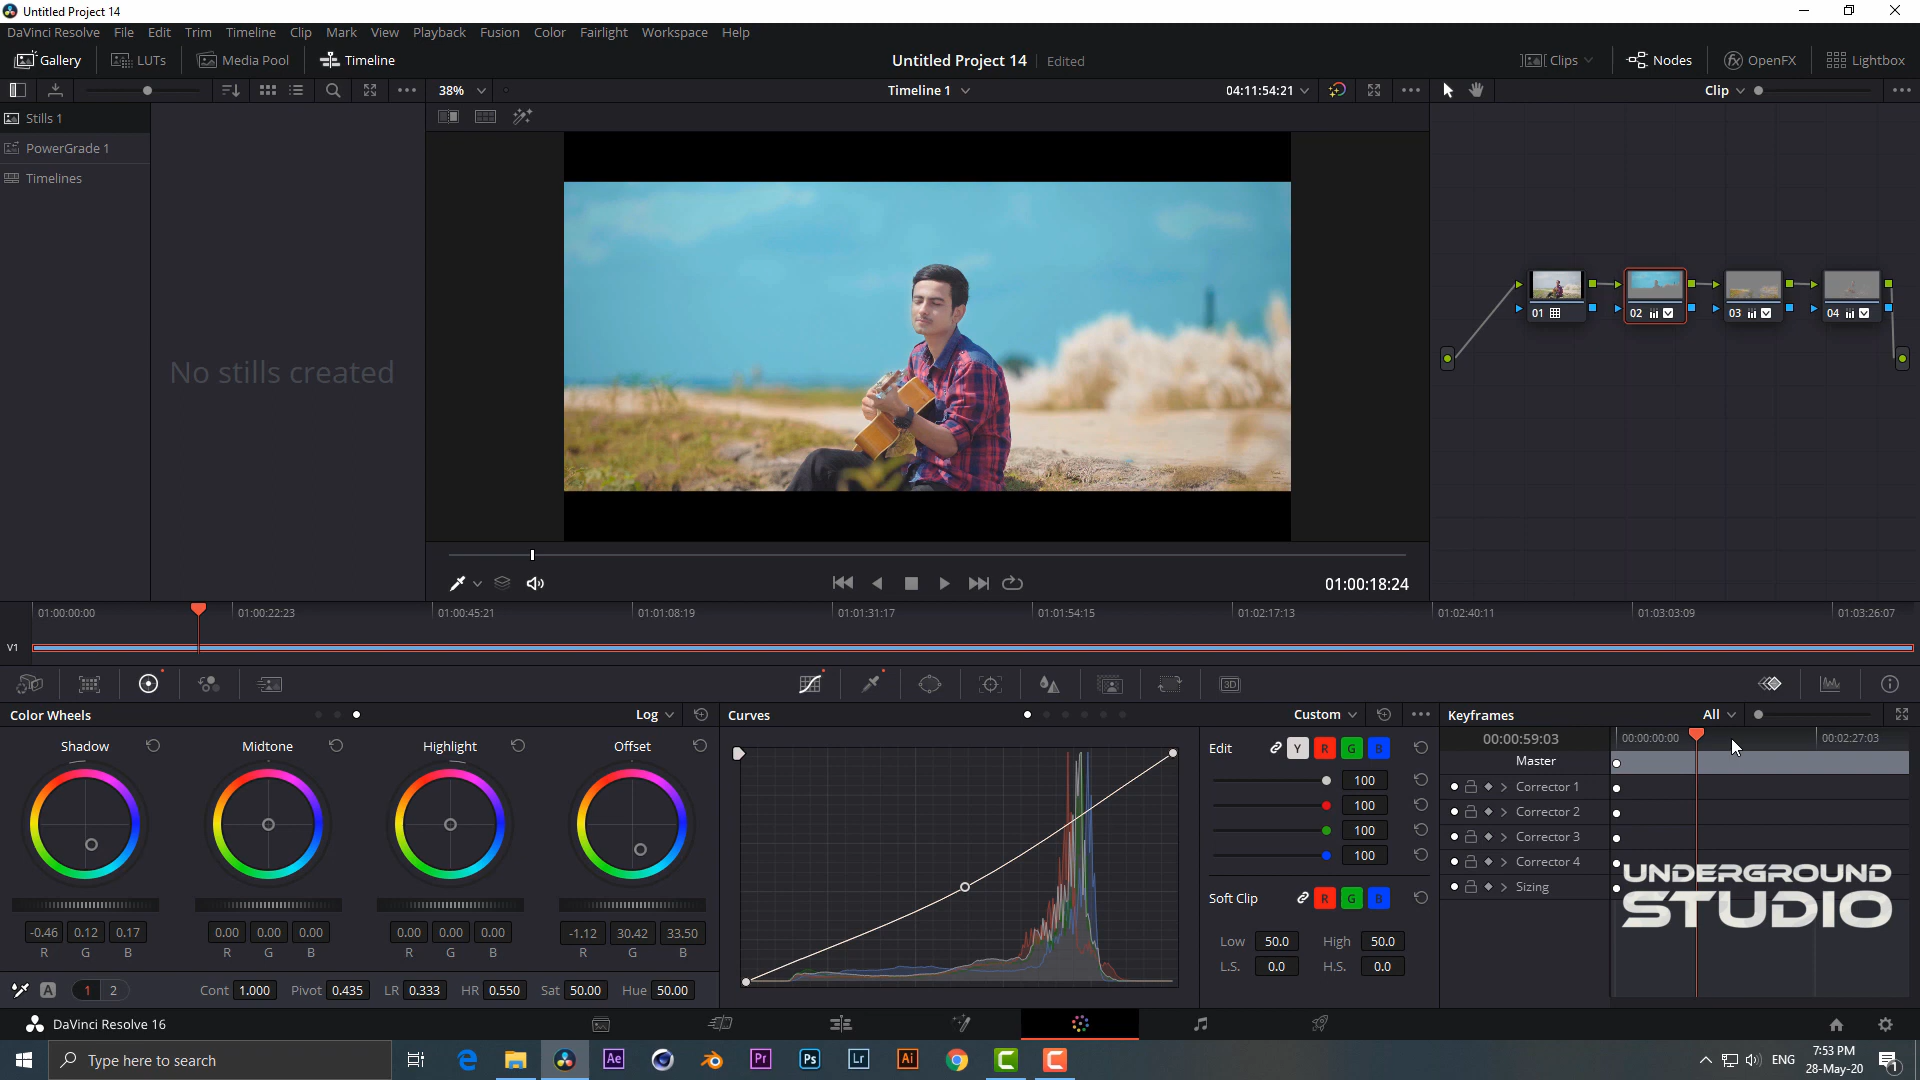 Untitled Project 14
DaVinci Resolve File Edit Trim Timeline Clip Mark View Playback Fusion Color Fairlight Workspace Help
Gallery LUTs Media Pool Timeline Untitled Project 14 Edited Clips Nodes OpenFX Lightbox
38% Timeline 1 04:11:54:21 Clip
Stills 1
PowerGrade 1
Timelines
No stills created
01 02 03 04
01:00:18:24
01:00:00:00 01:00:22:23 01:00:45:21 01:01:08:19 01:01:31:17 01:01:54:15 01:02:17:13 01:02:40:11 01:03:03:09 01:03:26:07
V1
3D
Color Wheels Log Curves Custom Keyframes All
Shadow Midtone Highlight Offset
Edit Y R G B
00:00:59:03 00:00:00:00 00:02:27:03
Master
100
Corrector 1
100
Corrector 2
100
Corrector 3
100
Corrector 4
Sizing
UNDERGROUND
STUDIO
Soft Clip R G B
-0.46 0.12 0.17 0.00 0.00 0.00 0.00 0.00 0.00 -1.12 30.42 33.50
R G B R G B R G B R G B
Low 50.0 High 50.0
L.S. 0.0 H.S. 0.0
A 1 2 Cont 1.000 Pivot 0.435 LR 0.333 HR 0.550 Sat 50.00 Hue 50.00
DaVinci Resolve 16
Type here to search Ae Pr Ps Lr Ai ENG 7:53 PM
28-May-20
1